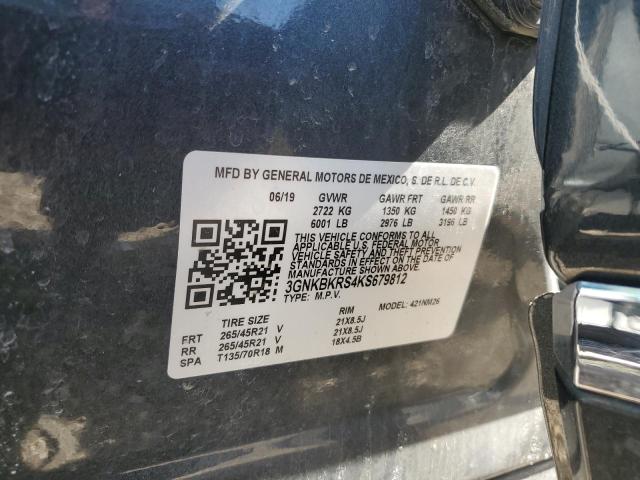 MFD BY GENERAL MOTORS DE MEXICO, S. DE R.L. DE C.V.
06/19 GVWR GAWR FRT GAWR RR
2722 KG 1350 KG 1450 KG
6001 LB 2976 LB 3196 LB
THIS VEHICLE CONFORMS TO ALL
APPLICABLE U.S. FEDERAL MOTOR
VEHICLE SAFETY AND THEFT
PREVENTION STANDARDS IN
EFFECT ON THE DATE OF
MANUFACTURE SHOWN ABOVE.
3GNKBKRS4KS679812
TYPE: M.P.V. MODEL: 421NM26
TIRE SIZE RIM
FRT 265/45R21 V 21X8.5J
RR 265/45R21 V 21X8.5J
SPA T135/70R18 M 18X4.5B